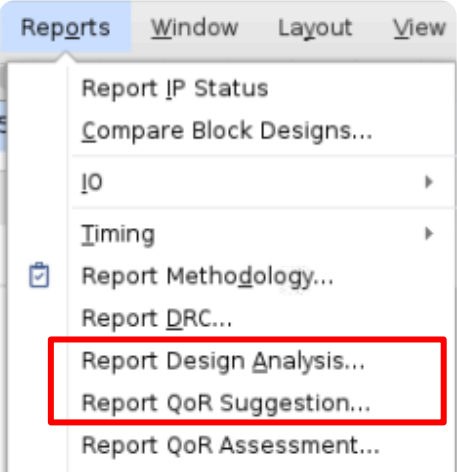 Reports Window Layout View
Report IP Status
Compare Block Designs...
IO
Timing
Report Methodology...
Report DRC...
Report Design Analysis...
Report QoR Suggestion...
Report QoR Assessment...